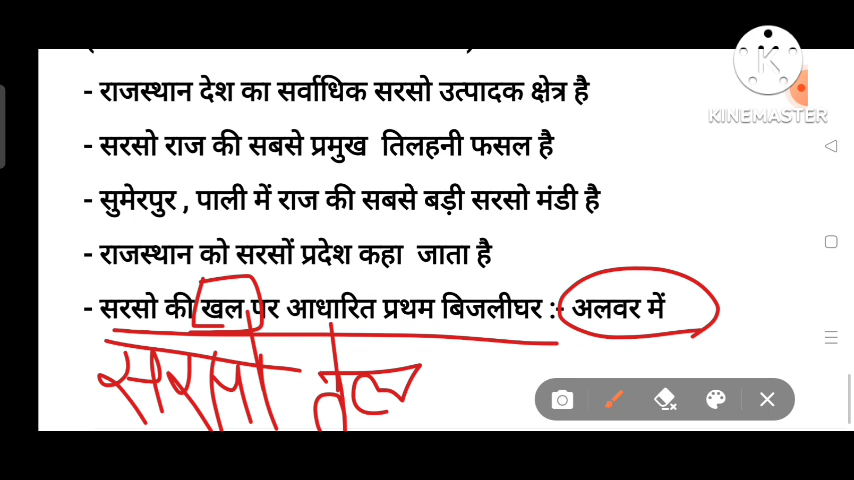 KINEMASTER
- राजस्थान देश का सर्वाधिक सरसो उत्पादक क्षेत्र है
- सरसो राज की सबसे प्रमुख तिलहनी फसल है
- सुमेरपुर , पाली में राज की सबसे बड़ी सरसो मंडी है
- राजस्थान को सरसों प्रदेश कहा जाता है
- सरसो की खल पर आधारित प्रथम बिजलीघर :- अलवर में
सरसो तेल